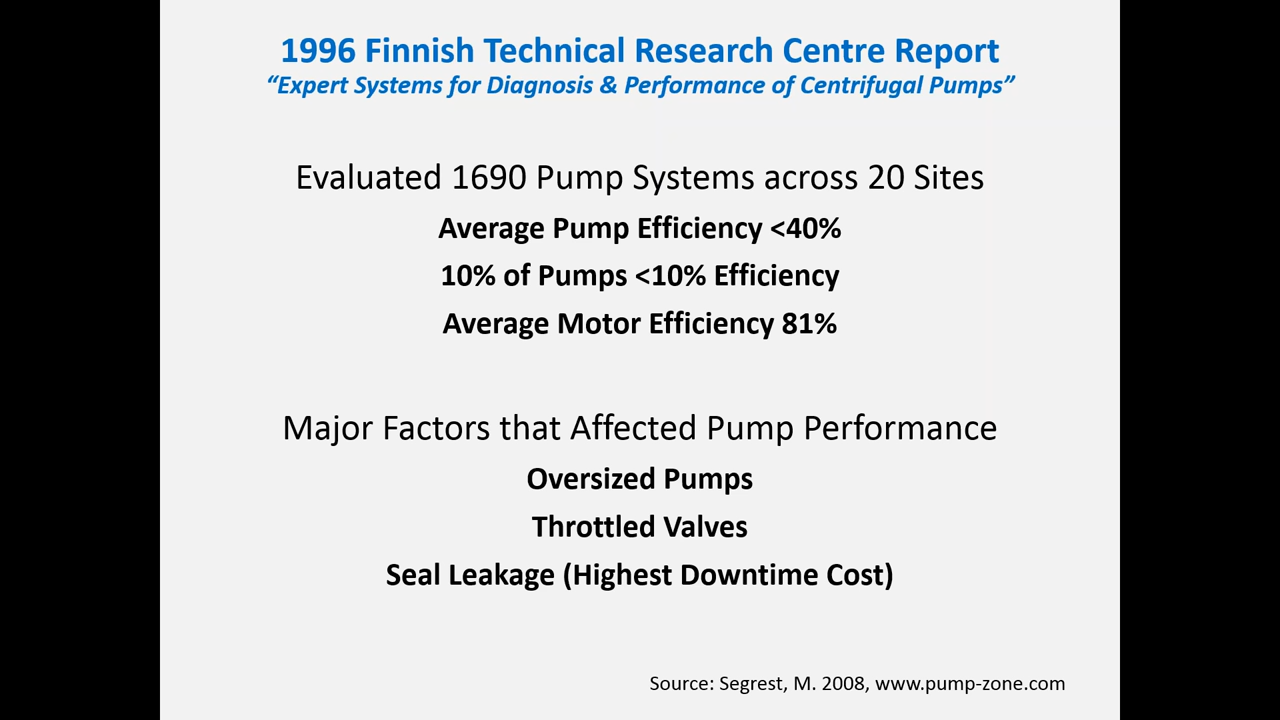 1996 Finnish Technical Research Centre Report
“Expert Systems for Diagnosis & Performance of Centrifugal Pumps”
Evaluated 1690 Pump Systems across 20 Sites
Average Pump Efficiency <40%
10% of Pumps <10% Efficiency
Average Motor Efficiency 81%
Major Factors that Affected Pump Performance
Oversized Pumps
Throttled Valves
Seal Leakage (Highest Downtime Cost)
Source: Segrest, M. 2008, www.pump-zone.com